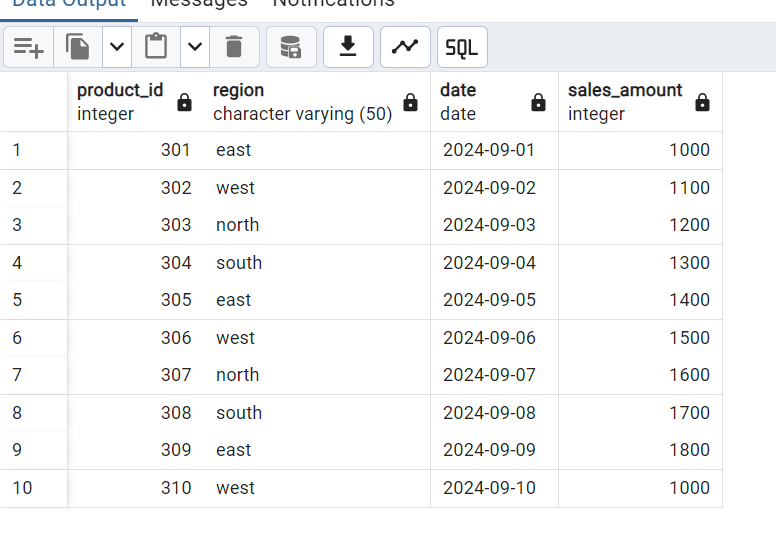 Data Output Messages Notifications
SQL
product_id region date sales_amount
integer character varying (50) date integer
1 301 east 2024-09-01 1000
2 302 west 2024-09-02 1100
3 303 north 2024-09-03 1200
4 304 south 2024-09-04 1300
5 305 east 2024-09-05 1400
6 306 west 2024-09-06 1500
7 307 north 2024-09-07 1600
8 308 south 2024-09-08 1700
9 309 east 2024-09-09 1800
10 310 west 2024-09-10 1000